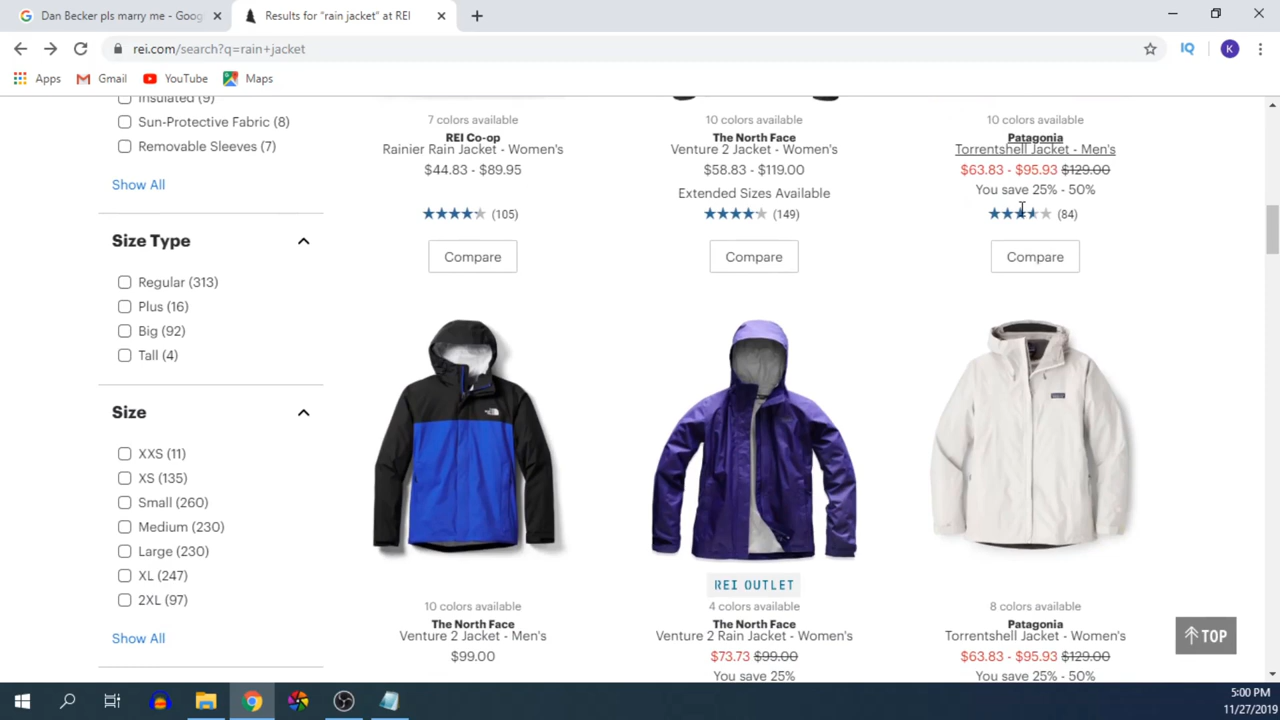 Dan Becker pls marry me - Goog
Results for "rain jacket" at REI
rei.com/search?q=rain+jacket
IQ
K
Apps
Gmail
YouTube
Maps
Insulated (9)
Sun-Protective Fabric (8)
Removable Sleeves (7)
Show All
Size Type
Regular (313)
Plus (16)
Big (92)
Tall (4)
Size
XXS (11)
XS (135)
Small (260)
Medium (230)
Large (230)
XL (247)
2XL (97)
Show All
7 colors available
REI Co-op
Rainier Rain Jacket - Women's
$44.83 - $89.95
(105)
Compare
10 colors available
The North Face
Venture 2 Jacket - Women's
$58.83 - $119.00
Extended Sizes Available
(149)
Compare
10 colors available
Patagonia
Torrentshell Jacket - Men's
$63.83 - $95.93 $129.00
You save 25% - 50%
(84)
Compare
10 colors available
The North Face
Venture 2 Jacket - Men's
$99.00
REI OUTLET
4 colors available
The North Face
Venture 2 Rain Jacket - Women's
$73.73 $99.00
You save 25%
8 colors available
Patagonia
Torrentshell Jacket - Women's
$63.83 - $95.93 $129.00
You save 25% - 50%
TOP
5:00 PM
11/27/2019